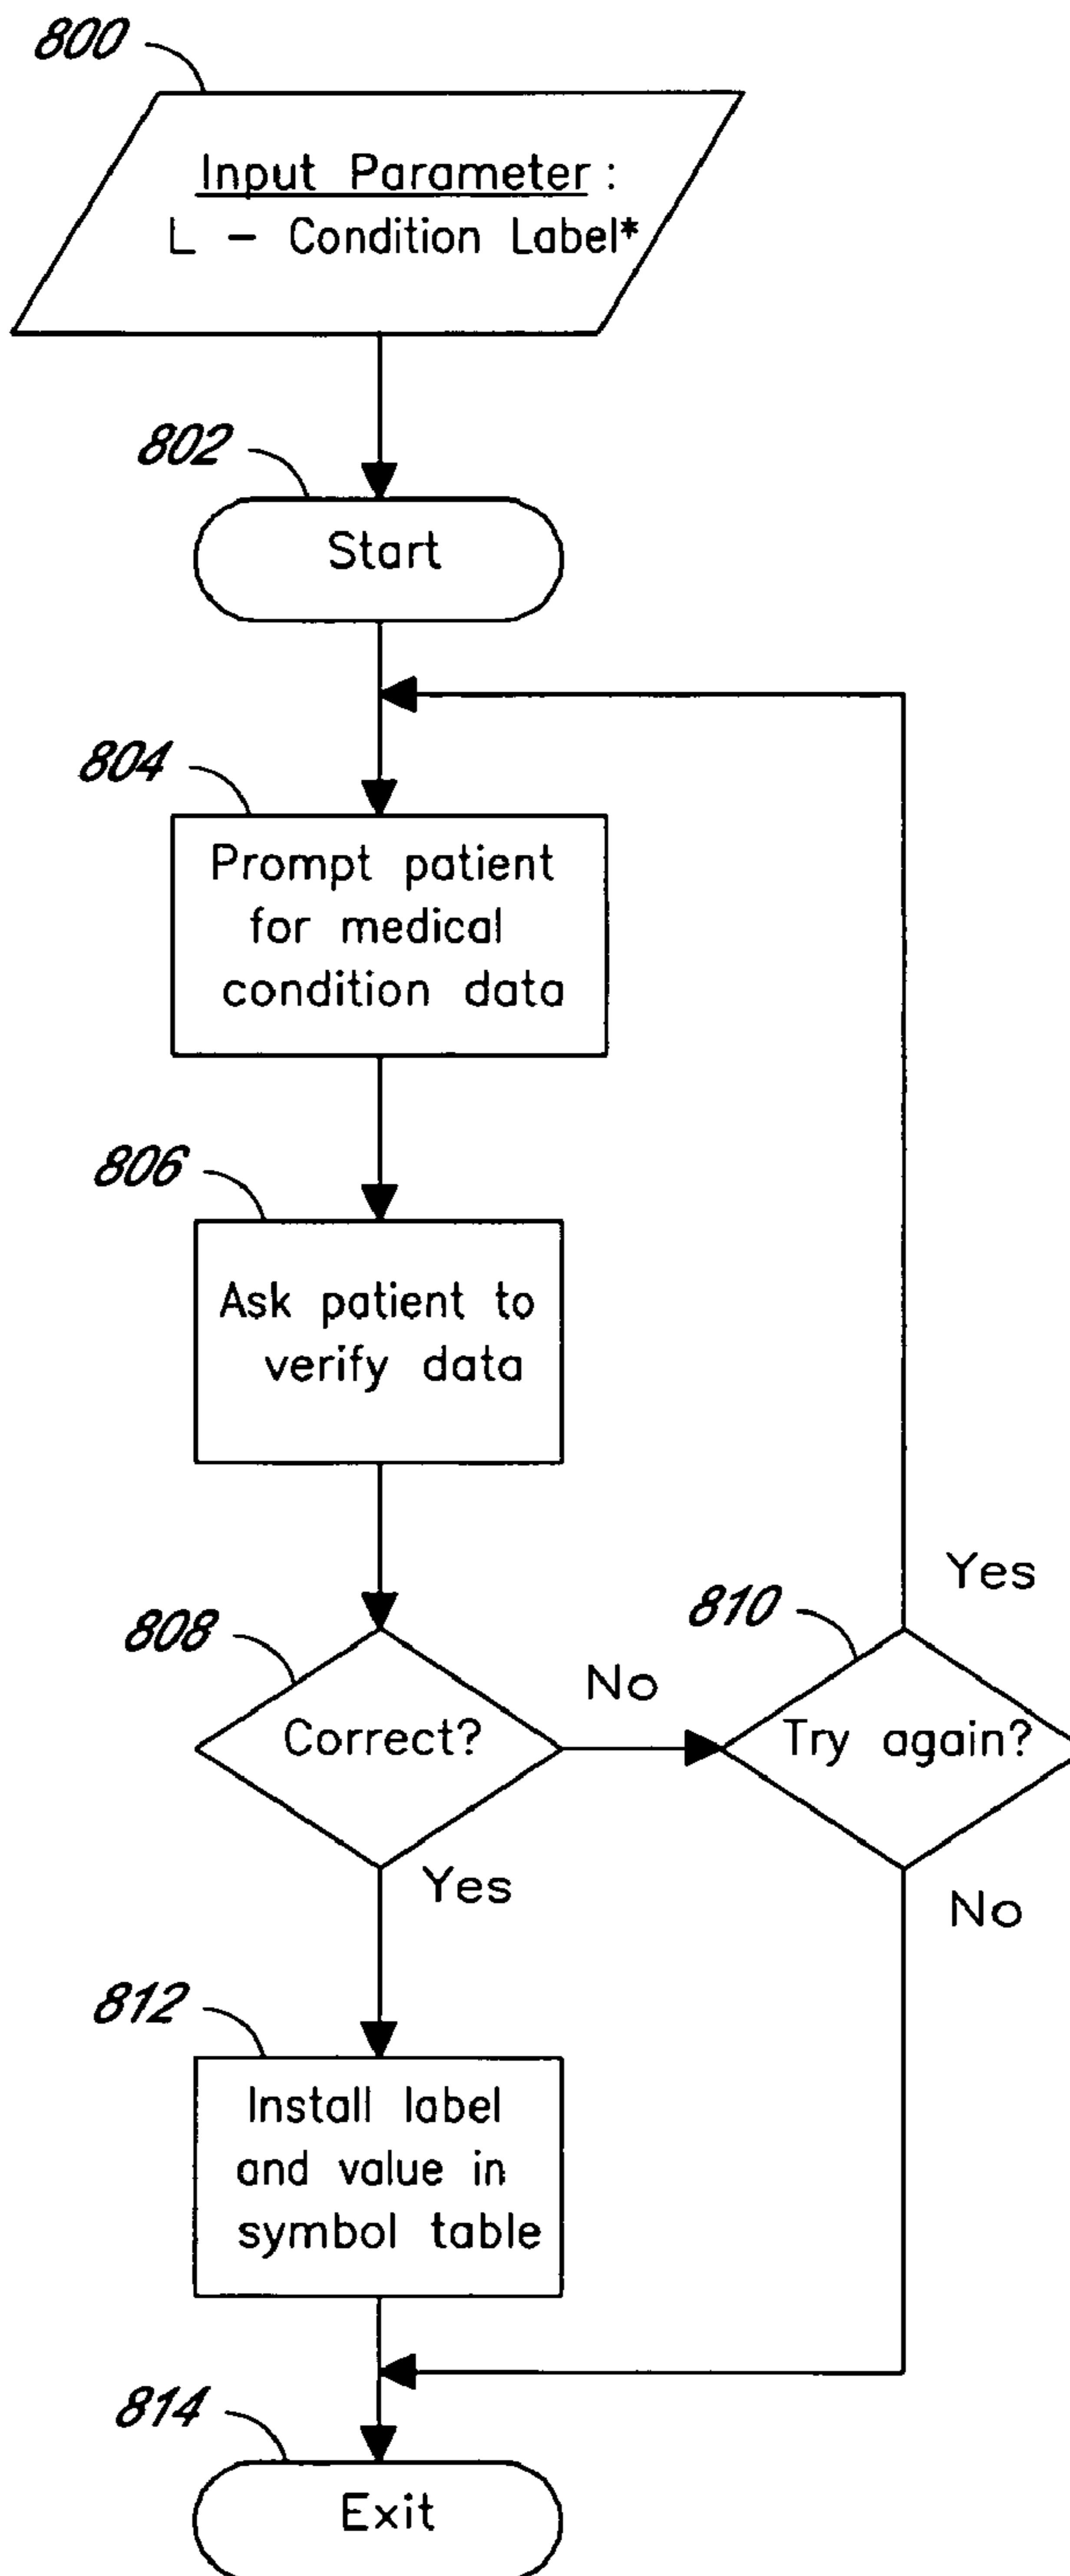 800
Input Parameter :
L - Condition Label*
802
Start
804
Prompt patient
for medical
condition data
806
Ask patient to
verify data
Yes
810
808
No
Correct?
Try again?
Yes
No
812
Install label
and value in
symbol table
814
Exit